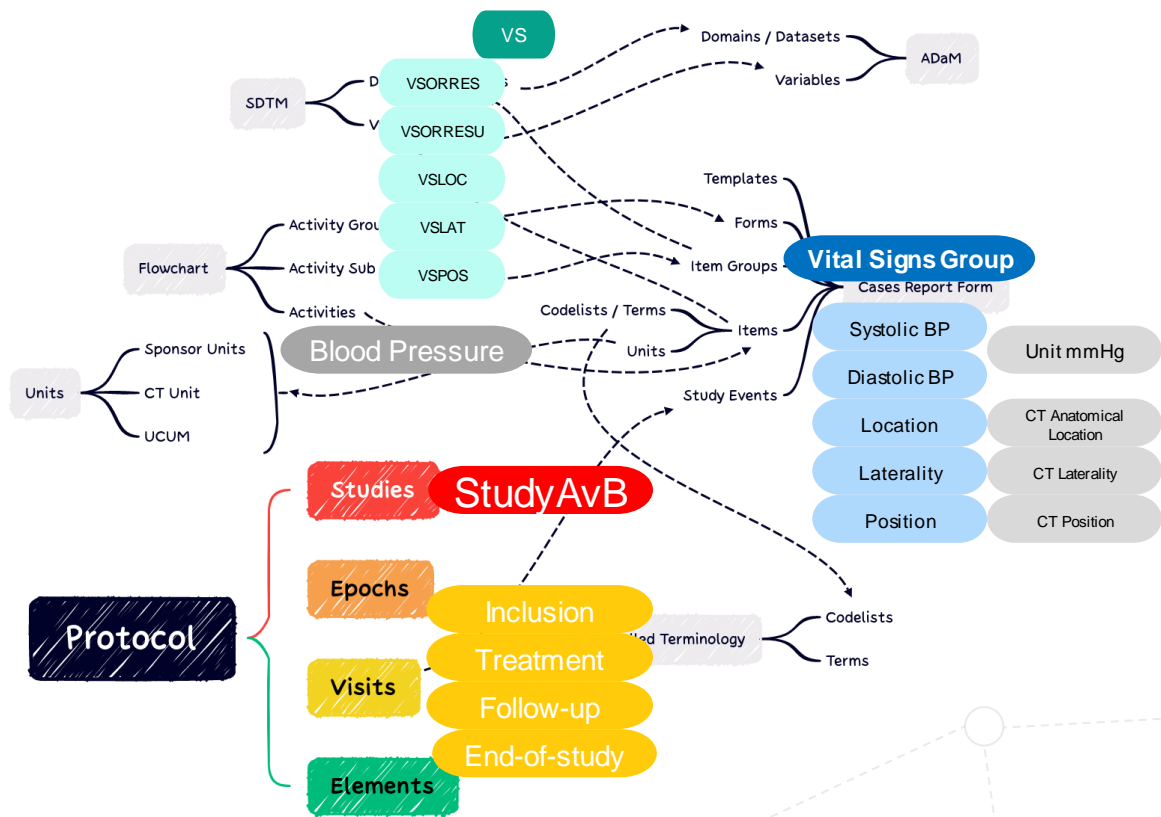 VS
Domains / Datasets
ADaM
Variables
SDTM
VSORRES
VSORRESU
VSLOC
VSLAT
VSPOS
Templates
Forms
Item Groups
Vital Signs Group
Cases Report Form
Flowchart
Activity Sub
Activities
Codelists / Terms
Items
Units
Study Events
Blood Pressure
Systolic BP
Diastolic BP
Unit mmHg
Location
CT Anatomical
Location
Laterality
CT Laterality
Position
CT Position
Units
Sponsor Units
CT Unit
UCUM
Protocol
Studies
StudyAvB
Epochs
Visits
Elements
Inclusion
Treatment
Follow-up
End-of-study
Terminology
Codelists
Terms